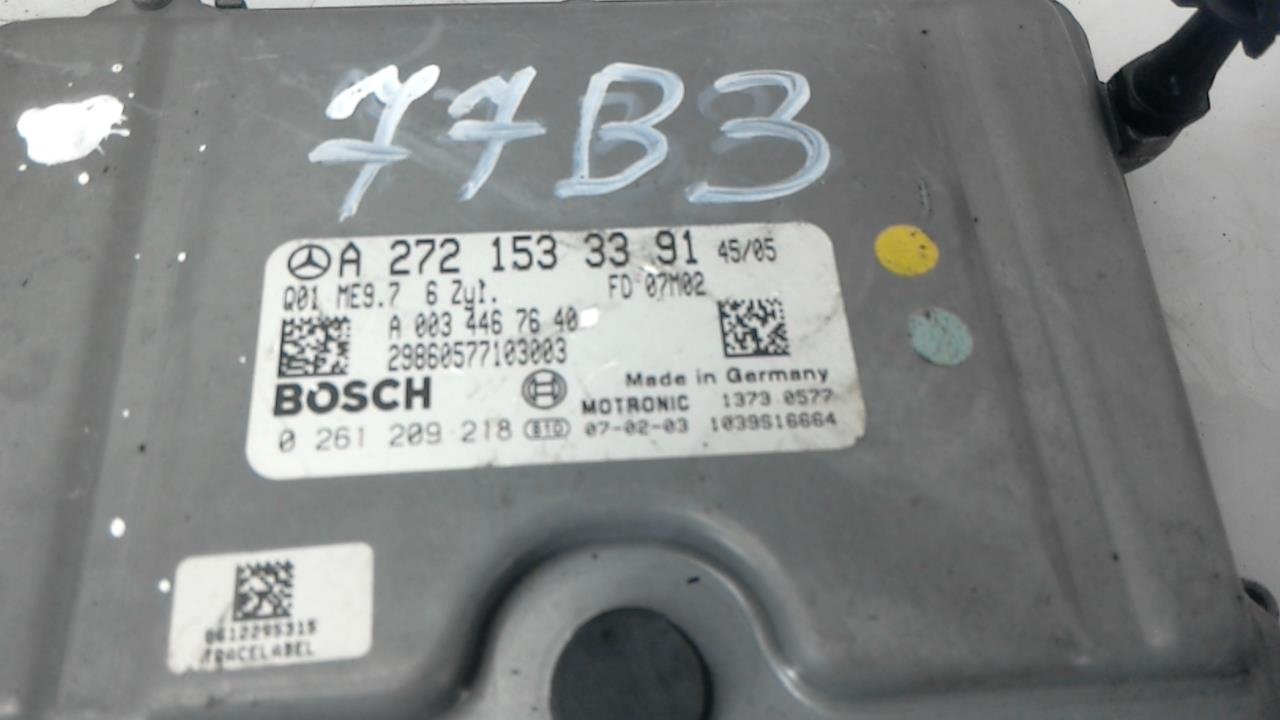 77B3
A 272 153 33 91 45/05
Q01 ME9.7 6 Zyl. FD 07M02
A 003 446 76 40
29860577103003
BOSCH Made in Germany
MOTRONIC 1373 0577
0 261 209 218 07-02-03 1039S16664
0612295315
TRACELABEL